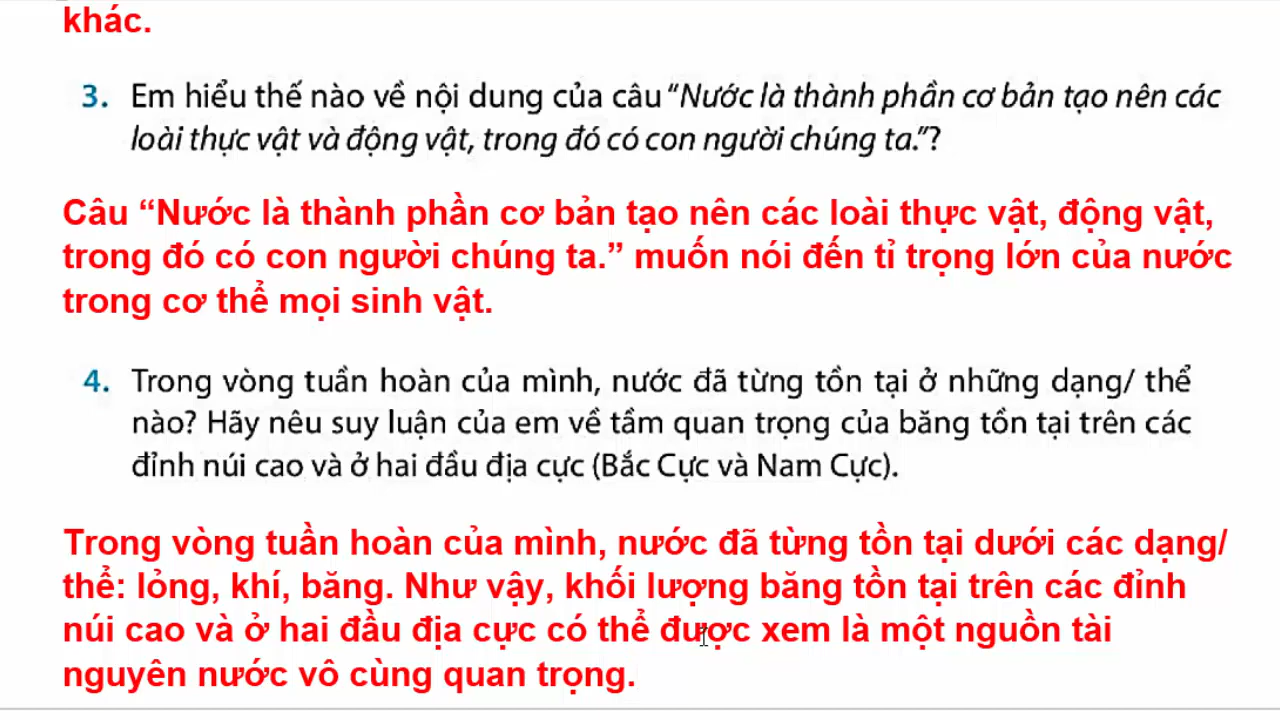 khác.
3. Em hiểu thế nào về nội dung của câu "Nước là thành phần cơ bản tạo nên các
loài thực vật và động vật, trong đó có con người chúng ta."?
Câu “Nước là thành phần cơ bản tạo nên các loài thực vật, động vật,
trong đó có con người chúng ta.” muốn nói đến tỉ trọng lớn của nước
trong cơ thể mọi sinh vật.
4. Trong vòng tuần hoàn của mình, nước đã từng tồn tại ở những dạng/ thể
nào? Hãy nêu suy luận của em về tầm quan trọng của băng tồn tại trên các
đỉnh núi cao và ở hai đầu địa cực (Bắc Cực và Nam Cực).
Trong vòng tuần hoàn của mình, nước đã từng tồn tại dưới các dạng/
thể: lỏng, khí, băng. Như vậy, khối lượng băng tồn tại trên các đỉnh
núi cao và ở hai đầu địa cực có thể được xem là một nguồn tài
nguyên nước vô cùng quan trọng.